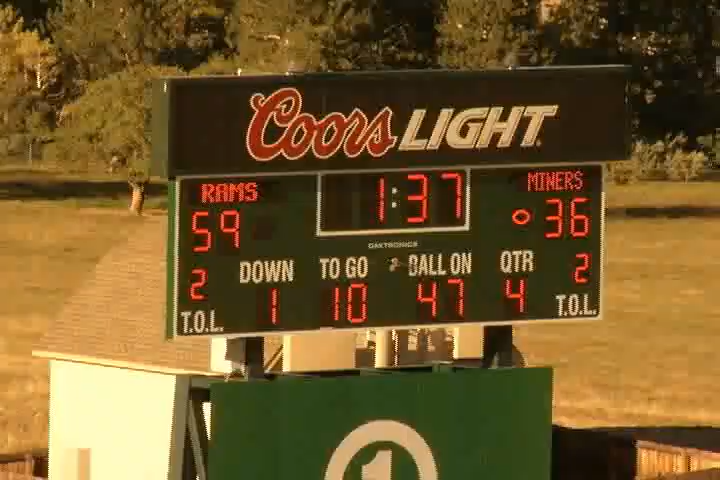 Coors LIGHT
RAMS 1:37 MINERS
59 36
DAKTRONICS
2 DOWN TO GO BALL ON QTR 2
T.O.L. 1 10 47 4 T.O.L.
1